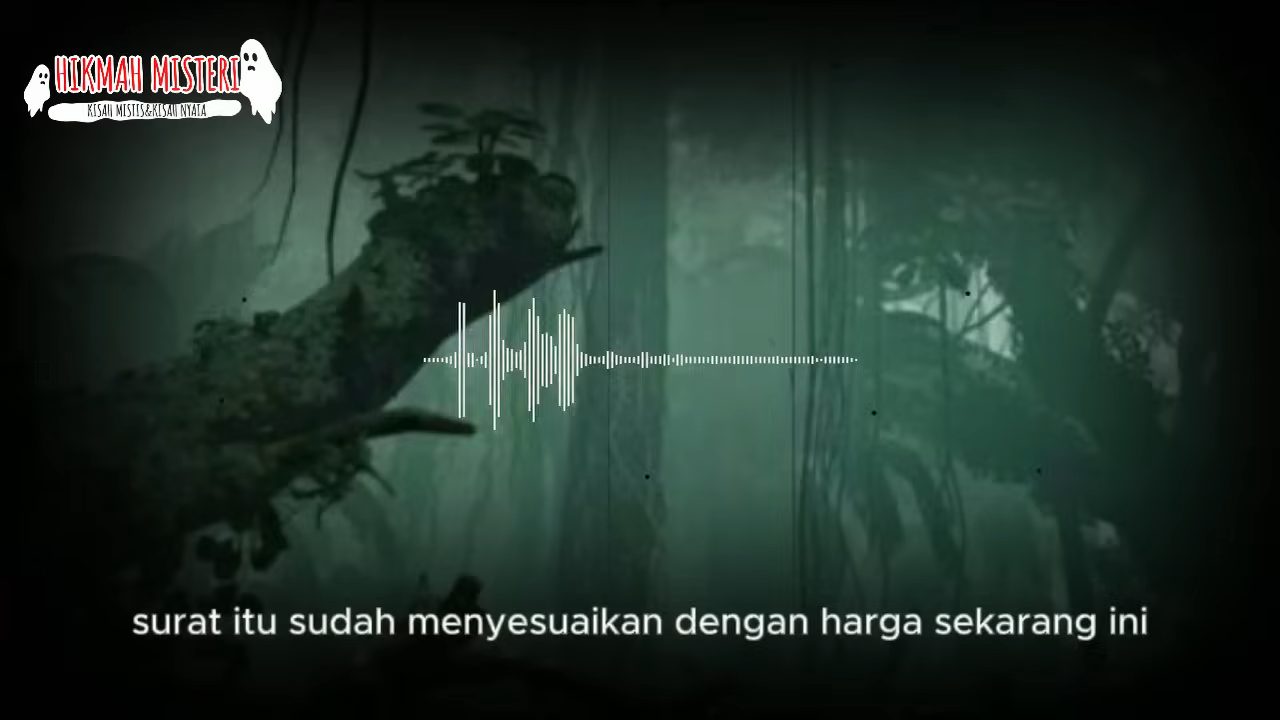 HIKMAH MISTERI
KISAH MISTIS&KISAH NYATA
surat itu sudah menyesuaikan dengan harga sekarang ini